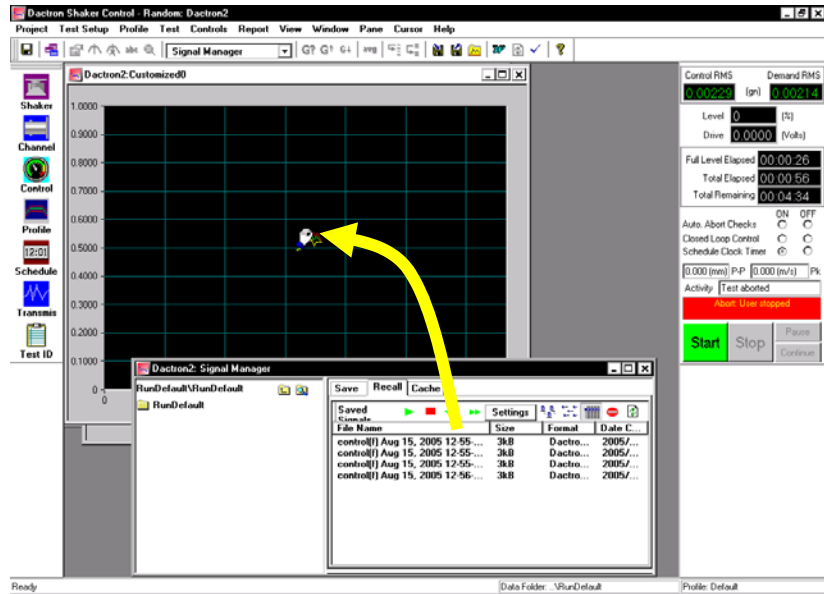 Dactron Shaker Control - Random: Dactron2
Project Test Setup Profile Test Controls Report View Window Pane Cursor Help
abc Signal Manager G? G↑ G↓ avg
Shaker
Channel
Control
Profile
12:01
Schedule
Transmis
Test ID
Dactron2:Customized0
1.0000
0.9000
0.8000
0.7000
0.6000
0.5000
0.4000
0.3000
0.2000
0.1000
0
0
Dactron2: Signal Manager
RunDefault\RunDefault
RunDefault
Save Recall Cache
Saved Signals Settings
File Name Size Format Date C...
control(f) Aug 15, 2005 12-55-... 3kB Dactro... 2005/...
control(f) Aug 15, 2005 12-55-... 3kB Dactro... 2005/...
control(f) Aug 15, 2005 12-55-... 3kB Dactro... 2005/...
control(f) Aug 15, 2005 12-56-... 3kB Dactro... 2005/...
Control RMS Demand RMS
0.00229 (gn) 0.00214
Level 0 (%)
Drive 0.0000 (Volts)
Full Level Elapsed 00:00:26
Total Elapsed 00:00:56
Total Remaining 00:04:34
ON OFF
Auto. Abort Checks
Closed Loop Control
Schedule Clock Timer
0.000 (mm) P-P 0.000 (m/s) Pk
Activity Test aborted
Abort: User stopped
Start Stop Pause
Continue
Ready Data Folder: ..\RunDefault Profile: Default